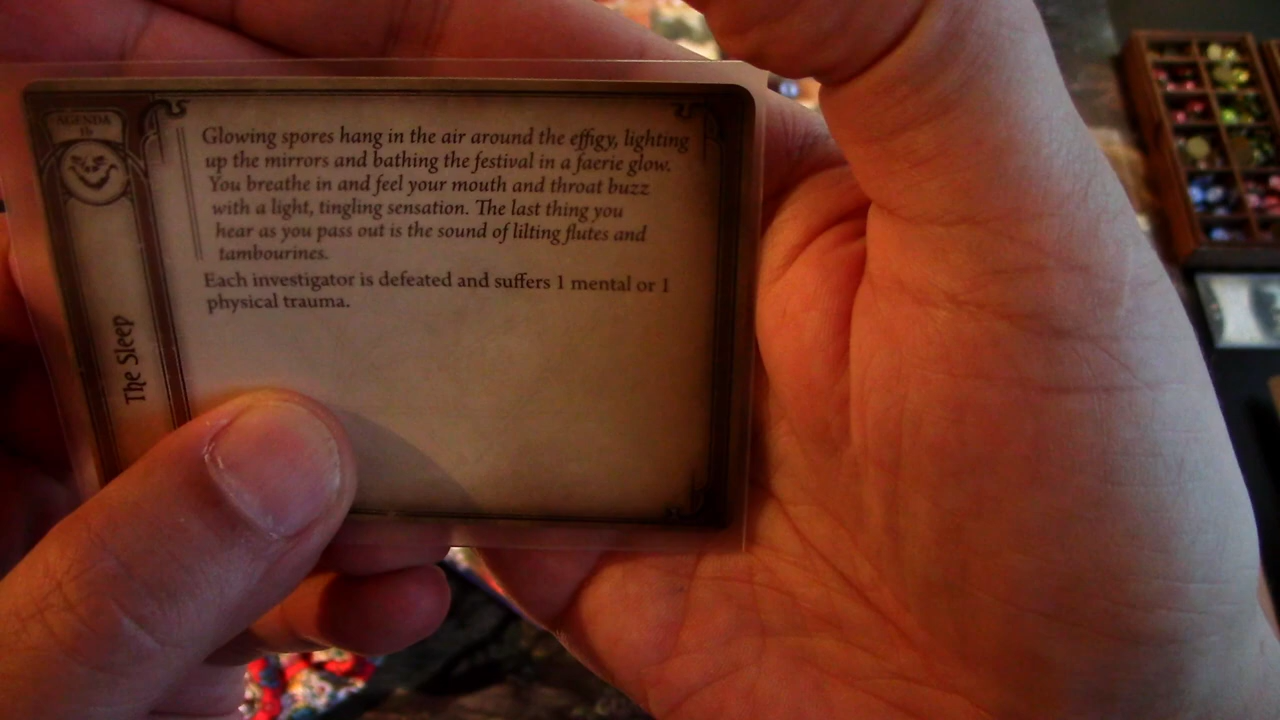 AGENDA
1b
Glowing spores hang in the air around the effigy, lighting
up the mirrors and bathing the festival in a faerie glow.
You breathe in and feel your mouth and throat buzz
with a light, tingling sensation. The last thing you
hear as you pass out is the sound of lilting flutes and
tambourines.
Each investigator is defeated and suffers 1 mental or 1
physical trauma.
The Sleep